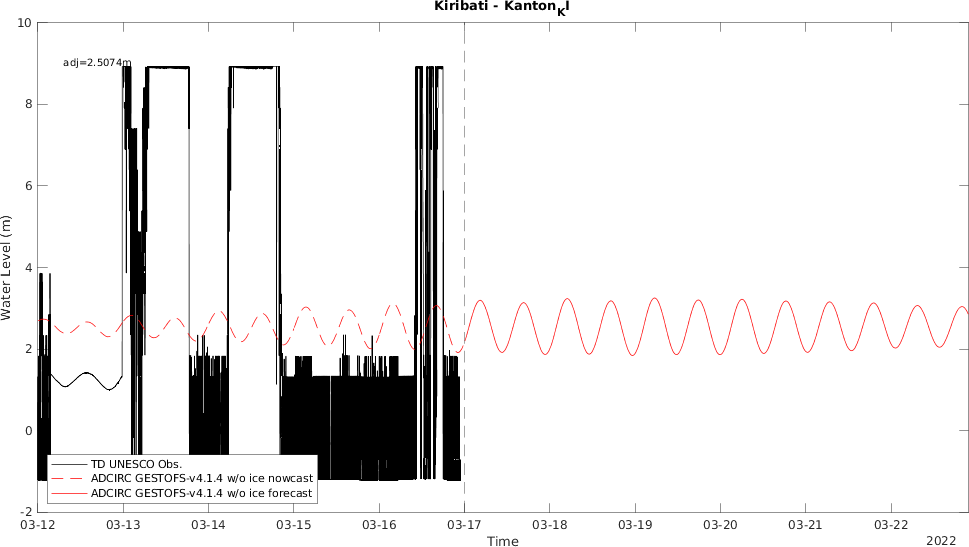 Kiribati - KantonKI
10
adj=2.5074m
8
6
4
2
0
-2
Water Level (m)
TD UNESCO Obs.
ADCIRC GESTOFS-v4.1.4 w/o ice nowcast
ADCIRC GESTOFS-v4.1.4 w/o ice forecast
03-12 03-13 03-14 03-15 03-16 03-17 03-18 03-19 03-20 03-21 03-22
Time
2022